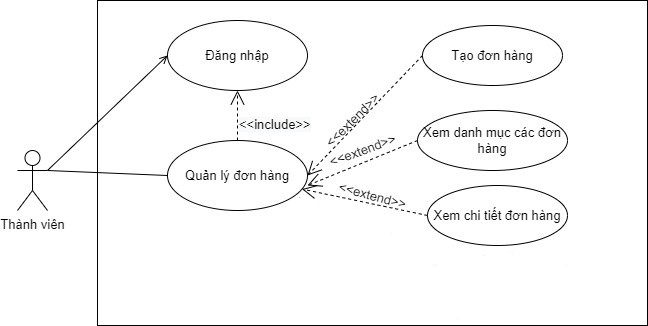 Đăng nhập
Tạo đơn hàng
<<extend>>
<<include>>
Xem danh mục các đơn
hàng
<<extend>>
Quản lý đơn hàng
<<extend>>
Xem chi tiết đơn hàng
Thành viên